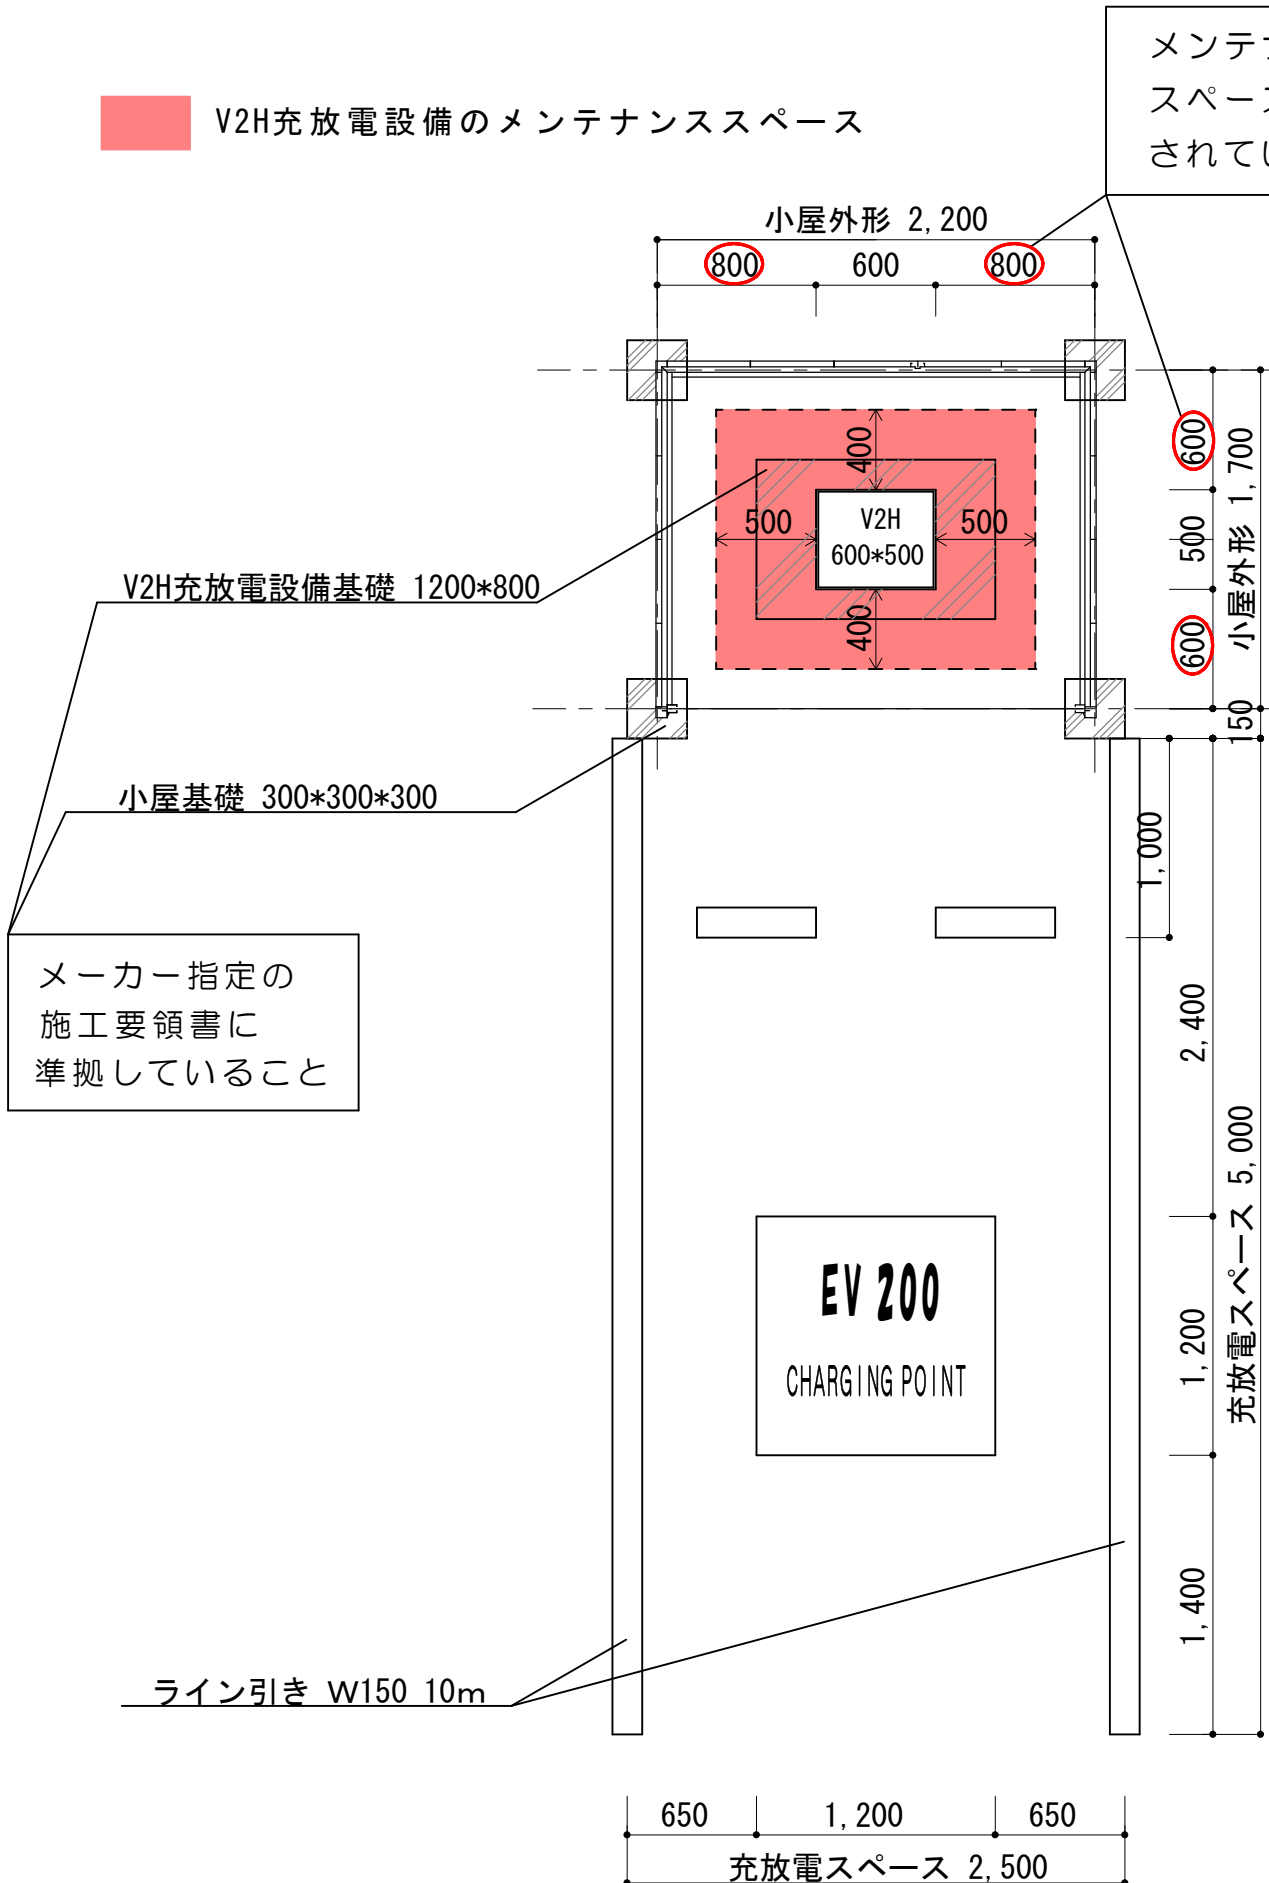 メンテ
スペース
されてい
V2H充放電設備のメンテナンススペース
小屋外形 2,200
800 600 800
600
500
600
小屋外形 1,700
150
400
500
V2H
600*500
500
400
V2H充放電設備基礎 1200*800
小屋基礎 300*300*300
メーカー指定の
施工要領書に
準拠していること
1,000
2,400
1,200
1,400
充放電スペース 5,000
EV 200
CHARGING POINT
ライン引き W150 10m
650 1,200 650
充放電スペース 2,500